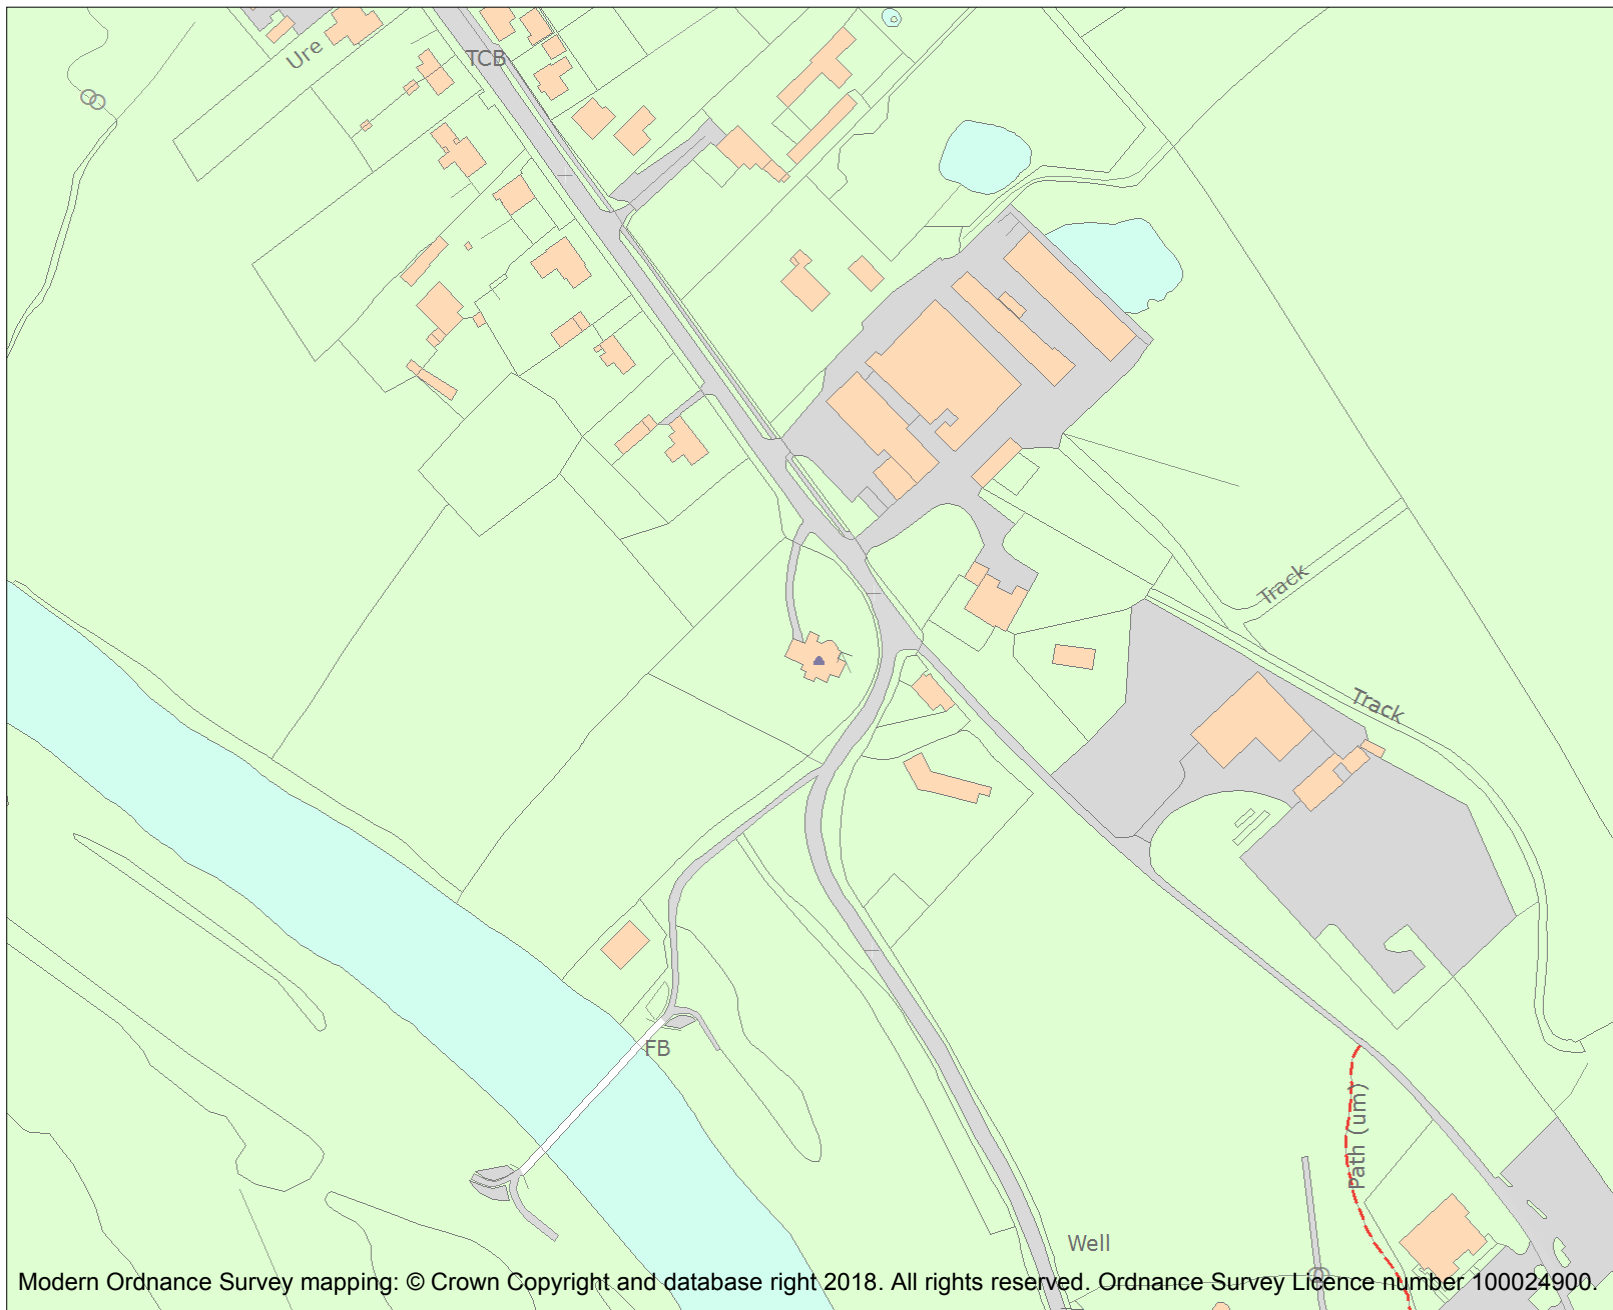 Ure
TCB
Track
Track
FB
Path (um)
Well
Modern Ordnance Survey mapping: © Crown Copyright and database right 2018. All rights reserved. Ordnance Survey Licence number 100024900.